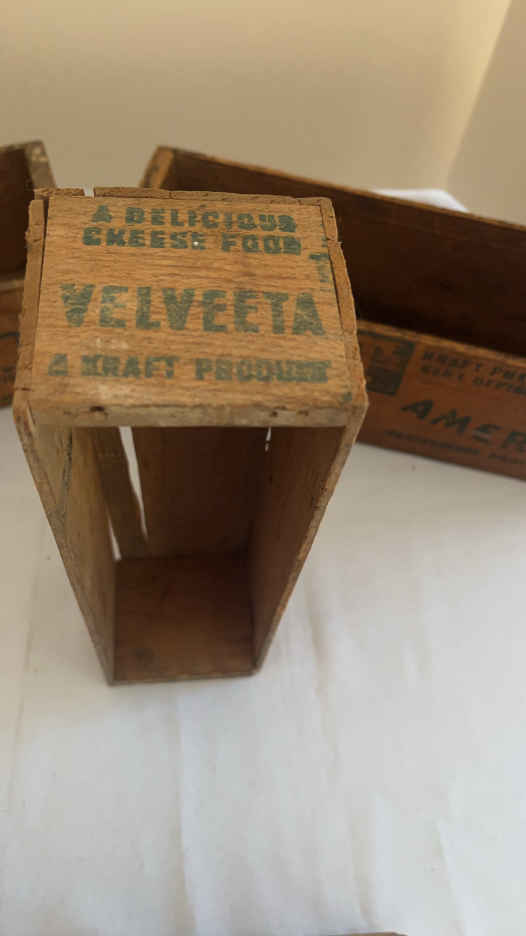 A DELICIOUS
CHEESE FOOD
VELVEETA
A KRAFT PRODUCT
KRAFT
AMER